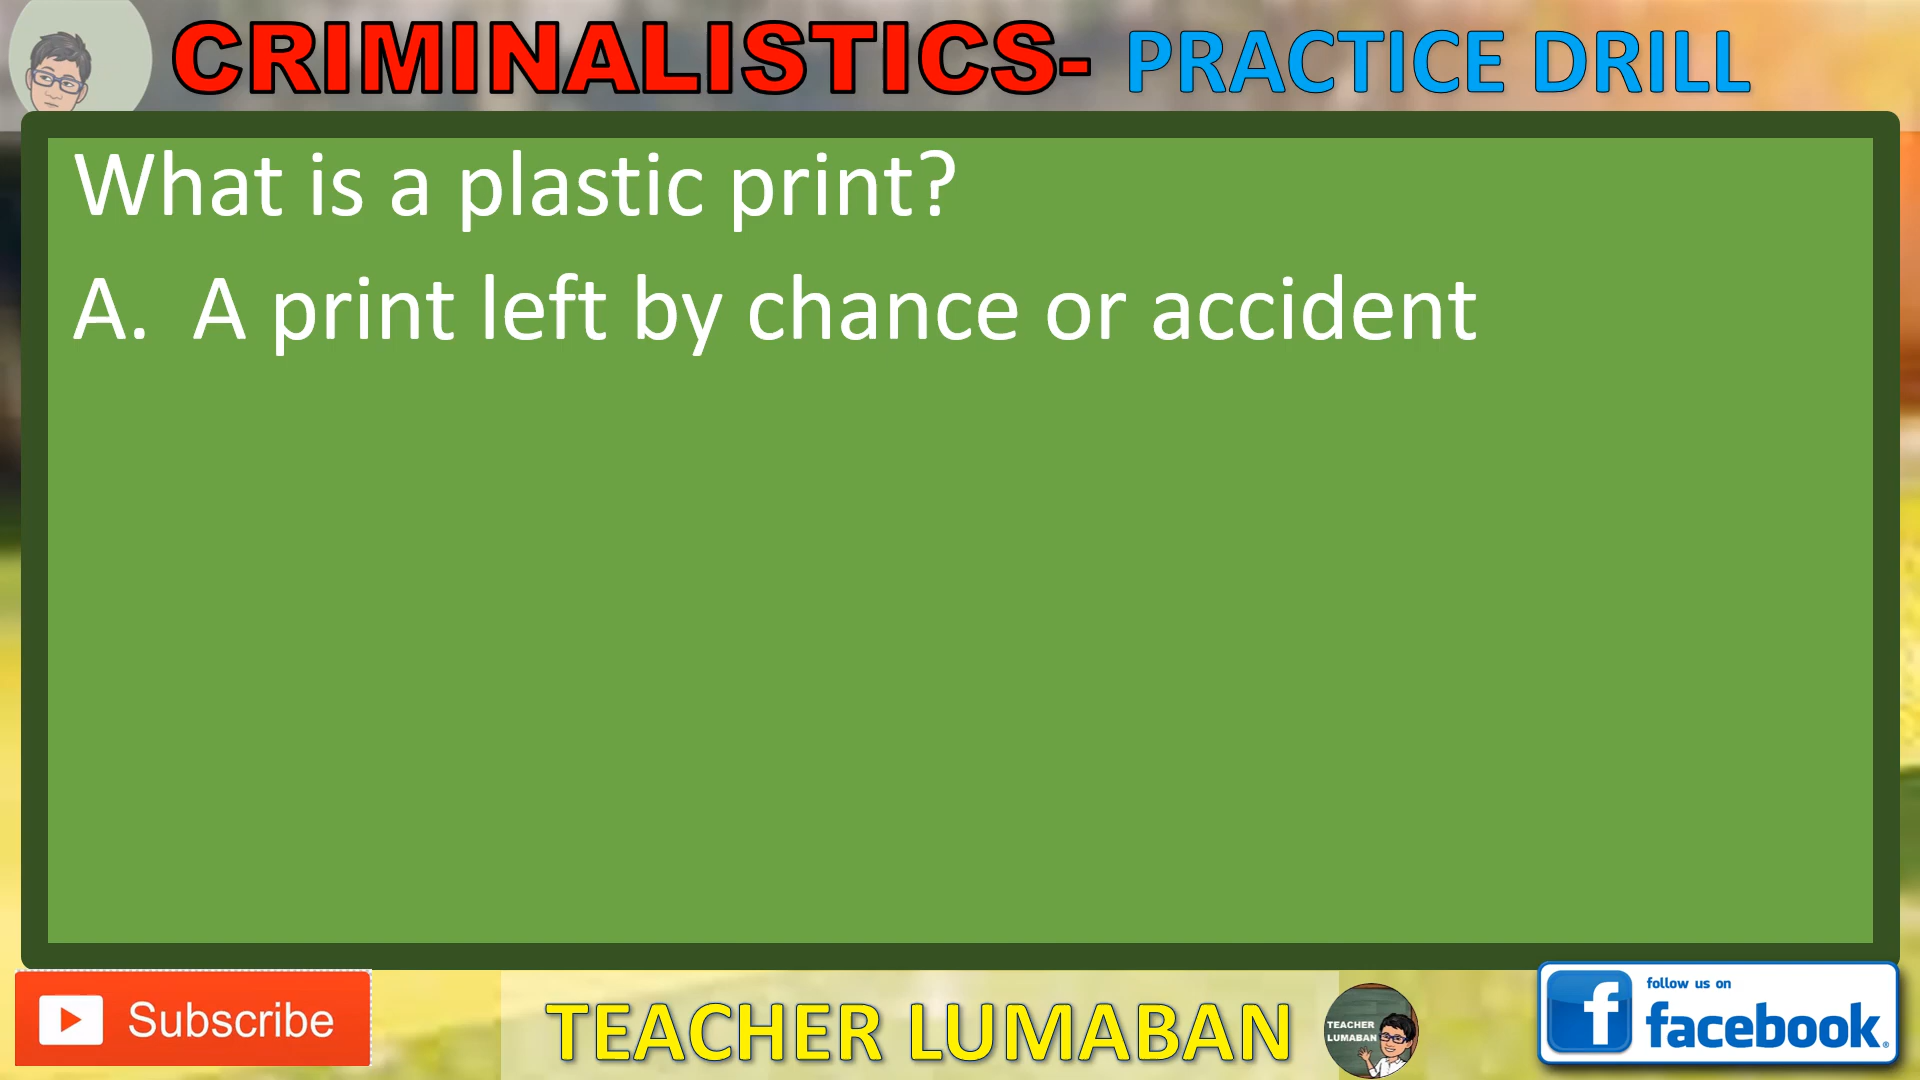 CRIMINALISTICS- PRACTICE DRILL
What is a plastic print?
A. A print left by chance or accident
Subscribe
TEACHER LUMABAN
TEACHER
LUMABAN
follow us on
facebook.